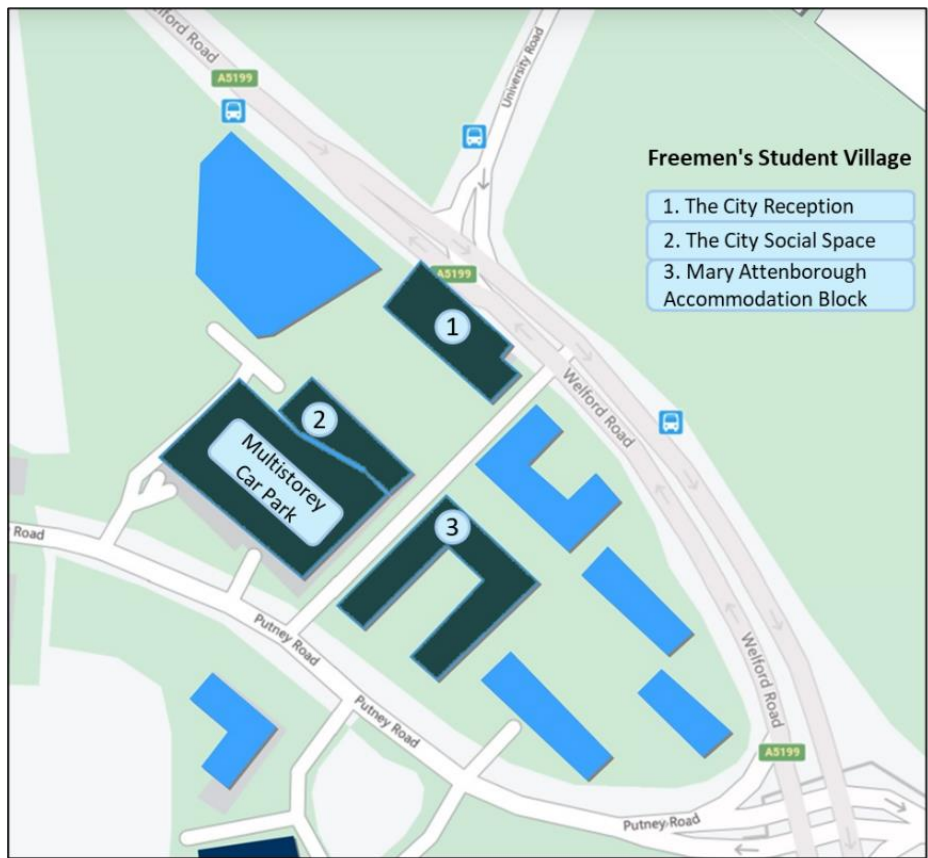 Welford Road
A5199
University Road
Freemen's Student Village
1. The City Reception
2. The City Social Space
3. Mary Attenborough
Accommodation Block
A5199
1
Welford Road
2
Multistorey
Car Park
3
Road
Putney Road
Putney Road
Welford Road
A5199
Putney Road